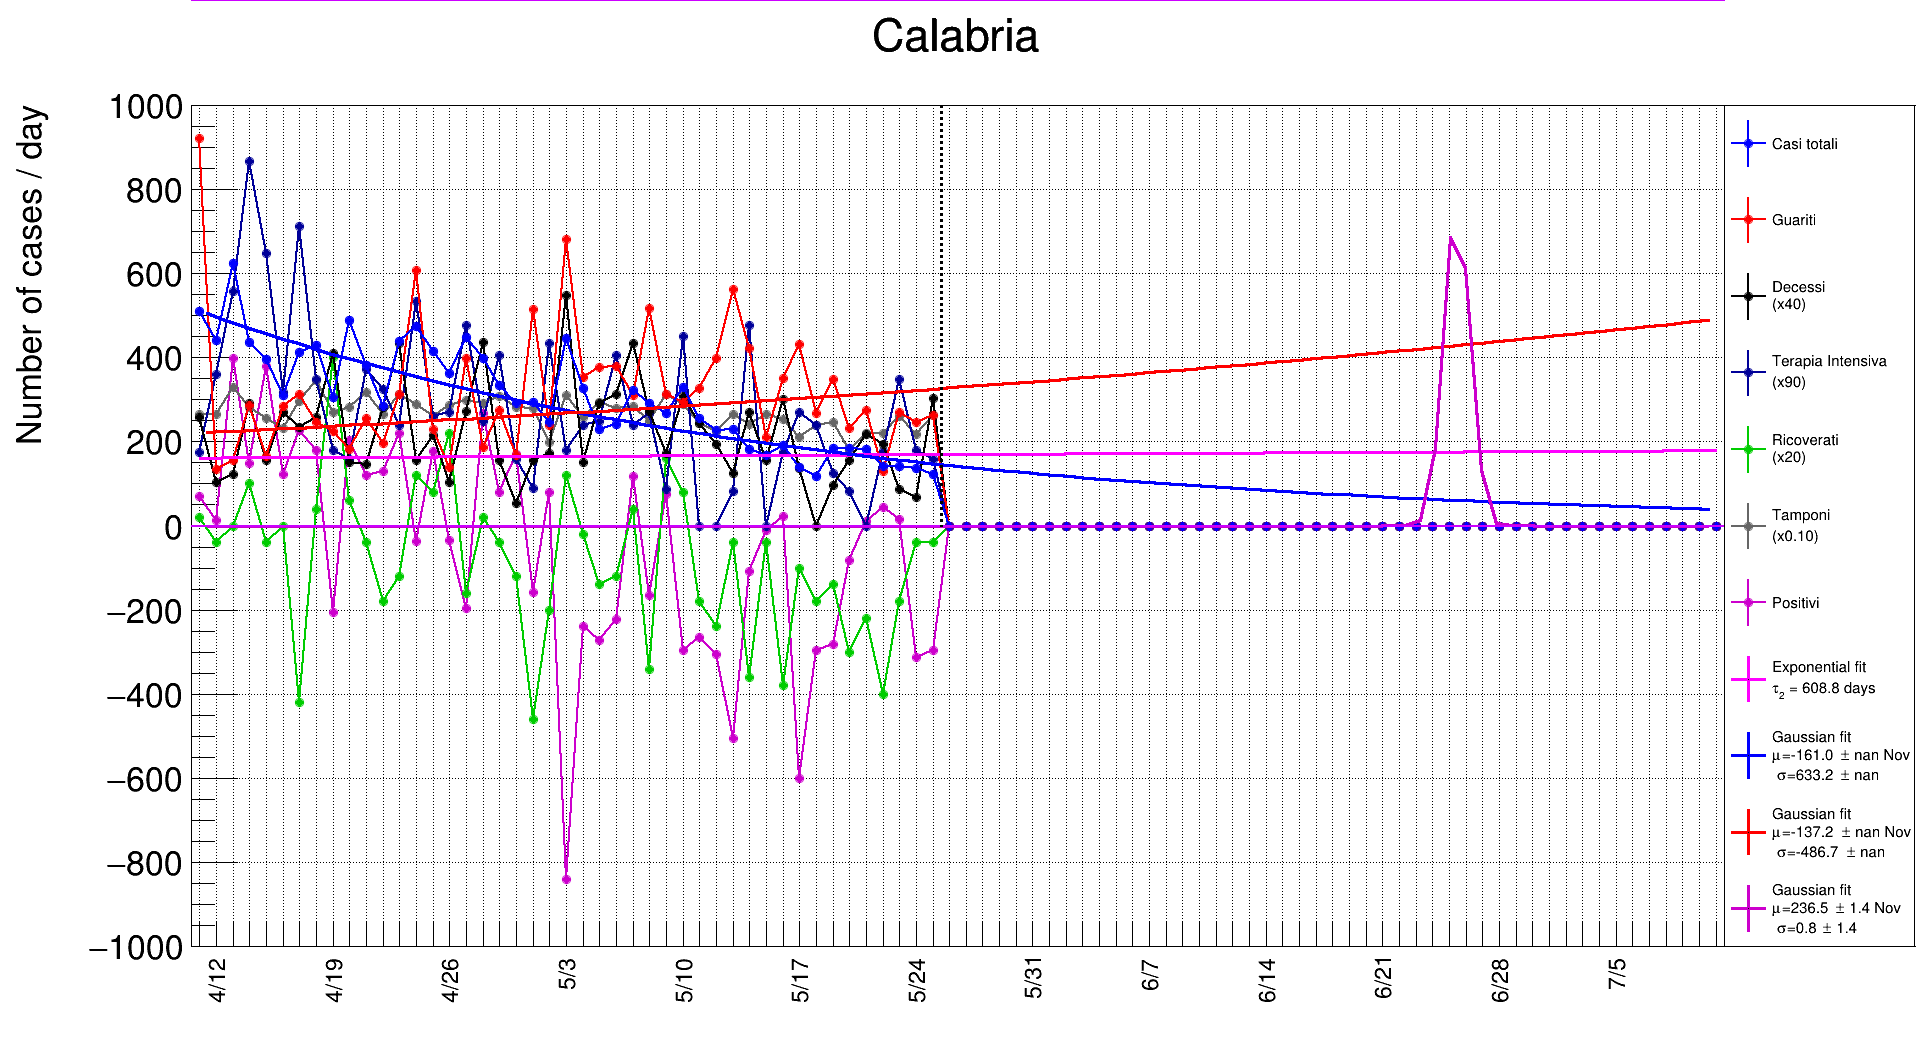 Calabria
Number of cases / day
1000
800
600
400
200
0
−200
−400
−600
−800
−1000
4/12
4/19
4/26
5/3
5/10
5/17
5/24
5/31
6/7
6/14
6/21
6/28
7/5
Casi totali
Guariti
Decessi
(x40)
Terapia Intensiva
(x90)
Ricoverati
(x20)
Tamponi
(x0.10)
Positivi
Exponential fit
τ2 = 608.8 days
Gaussian fit
μ=-161.0 ± nan Nov
σ=633.2 ± nan
Gaussian fit
μ=-137.2 ± nan Nov
σ=-486.7 ± nan
Gaussian fit
μ=236.5 ± 1.4 Nov
σ=0.8 ± 1.4